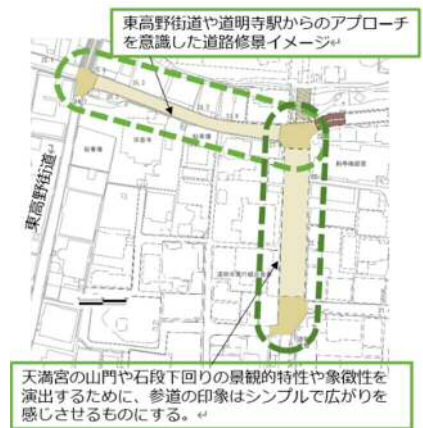 東高野街道や道明寺駅からのアプローチ
を意識した道路修景イメージ↵
東高野街道↵
天満宮の山門や石段下回りの景観的特性や象徴性を
演出するために、参道の印象はシンプルで広がりを
感じさせるものにする。↵